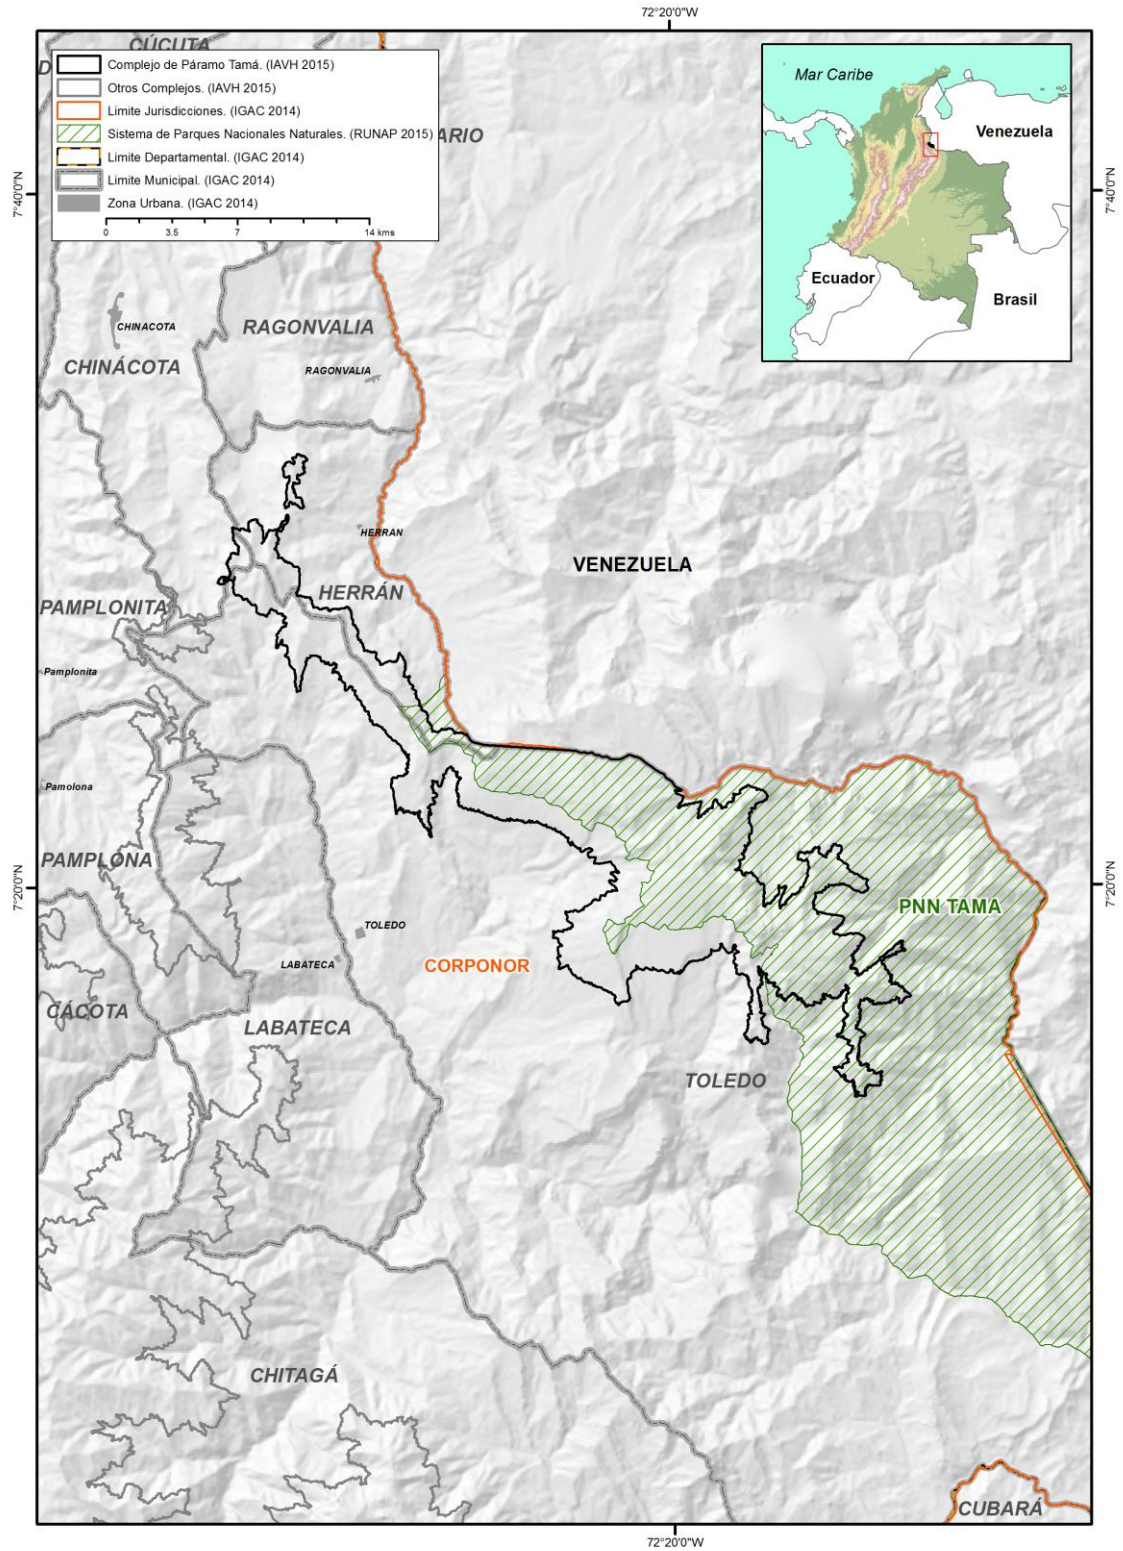 72°20'0"W
CÚCUTA
D
Complejo de Páramo Tamá. (IAVH 2015)
Otros Complejos. (IAVH 2015)
Limite Jurisdicciones. (IGAC 2014)
Sistema de Parques Nacionales Naturales. (RUNAP 2015)
ARIO
Limite Departamental. (IGAC 2014)
Limite Municipal. (IGAC 2014)
Zona Urbana. (IGAC 2014)
0 3.5 7 14 kms
Mar Caribe
Venezuela
Ecuador
Brasil
7°40'0"N
7°40'0"N
CHINACOTA
RAGONVALIA
CHINÁCOTA
RAGONVALIA
HERRAN
VENEZUELA
HERRÁN
PAMPLONITA
Pamplonita
Pamolona
PAMPLONA
7°20'0"N
7°20'0"N
PNN TAMA
TOLEDO
LABATECA
CORPONOR
CÁCOTA
LABATECA
TOLEDO
CHITAGÁ
CUBARÁ
72°20'0"W